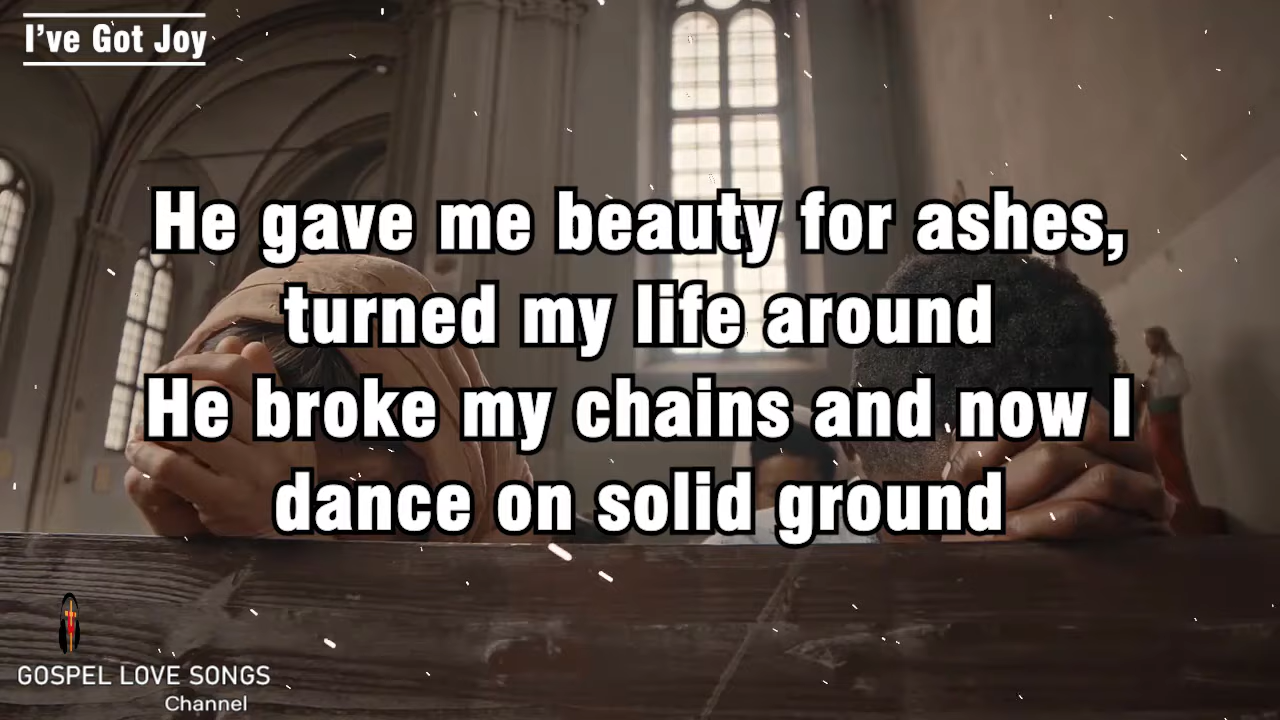 I've Got Joy
He gave me beauty for ashes,
turned my life around
He broke my chains and now I
dance on solid ground
GOSPEL LOVE SONGS
Channel